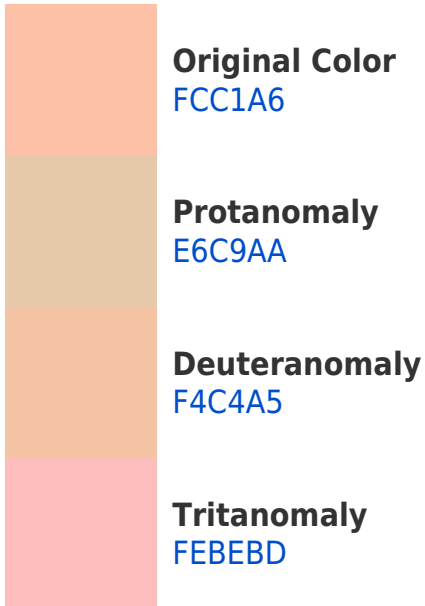 Original Color
FCC1A6
Protanomaly
E6C9AA
Deuteranomaly
F4C4A5
Tritanomaly
FEBEBD